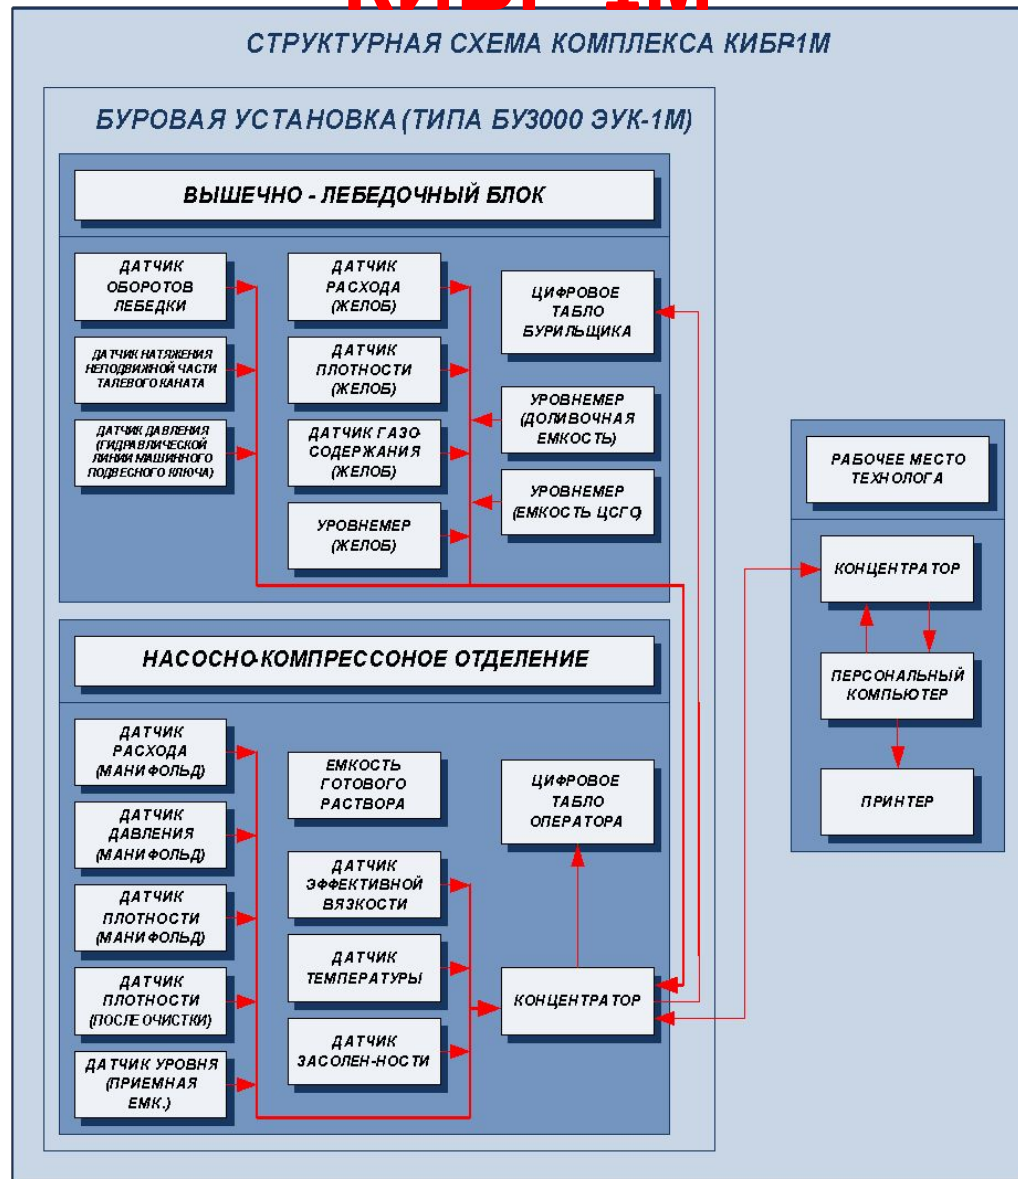 КИБР-1М
СТРУКТУРНАЯ СХЕМА КОМПЛЕКСА КИБР-1М
БУРОВАЯ УСТАНОВКА (ТИПА БУ3000 ЭУК-1М)
ВЫШЕЧНО - ЛЕБЕДОЧНЫЙ БЛОК
ДАТЧИК
ОБОРОТОВ
ЛЕБЕДКИ
ДАТЧИК НАТЯЖЕНИЯ
НЕПОДВИЖНОЙ ЧАСТИ
ТАЛЕВОГО КАНАТА
ДАТЧИК ДАВЛЕНИЯ
(ГИДРАВЛИЧЕСКОЙ
ЛИНИИ МАШИННОГО
ПОДВЕСНОГО КЛЮЧА)
ДАТЧИК
РАСХОДА
(ЖЕЛОБ)
ДАТЧИК
ПЛОТНОСТИ
(ЖЕЛОБ)
ДАТЧИК ГАЗО-
СОДЕРЖАНИЯ
(ЖЕЛОБ)
УРОВНЕМЕР
(ЖЕЛОБ)
ЦИФРОВОЕ
ТАБЛО
БУРИЛЬЩИКА
УРОВНЕМЕР
(ДОЛИВОЧНАЯ
ЕМКОСТЬ)
УРОВНЕМЕР
(ЕМКОСТЬ ЦСГО)
НАСОСНО-КОМПРЕССОНОЕ ОТДЕЛЕНИЕ
ДАТЧИК
РАСХОДА
(МАНИФОЛЬД)
ДАТЧИК
ДАВЛЕНИЯ
(МАНИФОЛЬД)
ДАТЧИК
ПЛОТНОСТИ
(МАНИФОЛЬД)
ДАТЧИК
ПЛОТНОСТИ
(ПОСЛЕ ОЧИСТКИ)
ДАТЧИК УРОВНЯ
(ПРИЕМНАЯ
ЕМК.)
ЕМКОСТЬ
ГОТОВОГО
РАСТВОРА
ДАТЧИК
ЭФФЕКТИВНОЙ
ВЯЗКОСТИ
ДАТЧИК
ТЕМПЕРАТУРЫ
ДАТЧИК
ЗАСОЛЕН-НОСТИ
ЦИФРОВОЕ
ТАБЛО
ОПЕРАТОРА
КОНЦЕНТРАТОР
РАБОЧЕЕ МЕСТО
ТЕХНОЛОГА
КОНЦЕНТРАТОР
ПЕРСОНАЛЬНЫЙ
КОМПЬЮТЕР
ПРИНТЕР